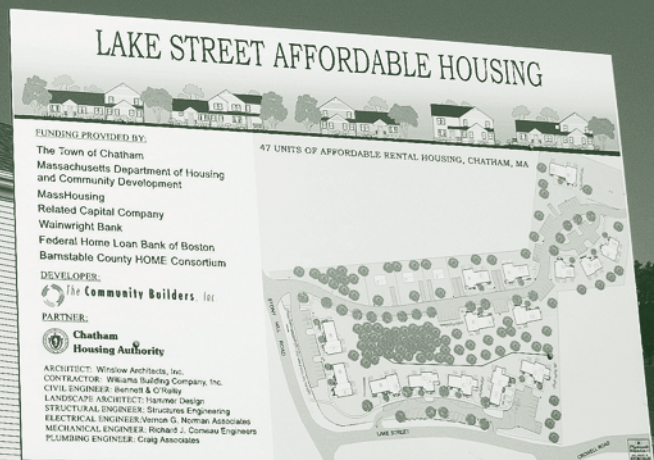 LAKE STREET AFFORDABLE HOUSING
FUNDING PROVIDED BY:
The Town of Chatham
Massachusetts Department of Housing
and Community Development
MassHousing
Related Capital Company
Wainwright Bank
Federal Home Loan Bank of Boston
Barnstable County HOME Consortium
DEVELOPER:
The Community Builders, Inc
PARTNER:
Chatham
Housing Authority
ARCHITECT: Winslow Architects, Inc.
CONTRACTOR: Williams Building Company, Inc.
CIVIL ENGINEER: Bennett & O'Reilly
LANDSCAPE ARCHITECT: Hammer Design
STRUCTURAL ENGINEER: Structures Engineering
ELECTRICAL ENGINEER: Vernon G. Norman Associates
MECHANICAL ENGINEER: Richard J. Comeau Engineers
PLUMBING ENGINEER: Craig Associates
47 UNITS OF AFFORDABLE RENTAL HOUSING, CHATHAM, MA
STONY HILL ROAD
LAKE STREET
CROWELL ROAD